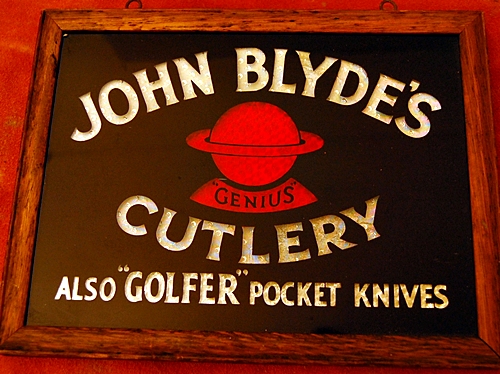 JOHN BLYDE'S
"GENIUS"
CUTLERY
ALSO "GOLFER" POCKET KNIVES